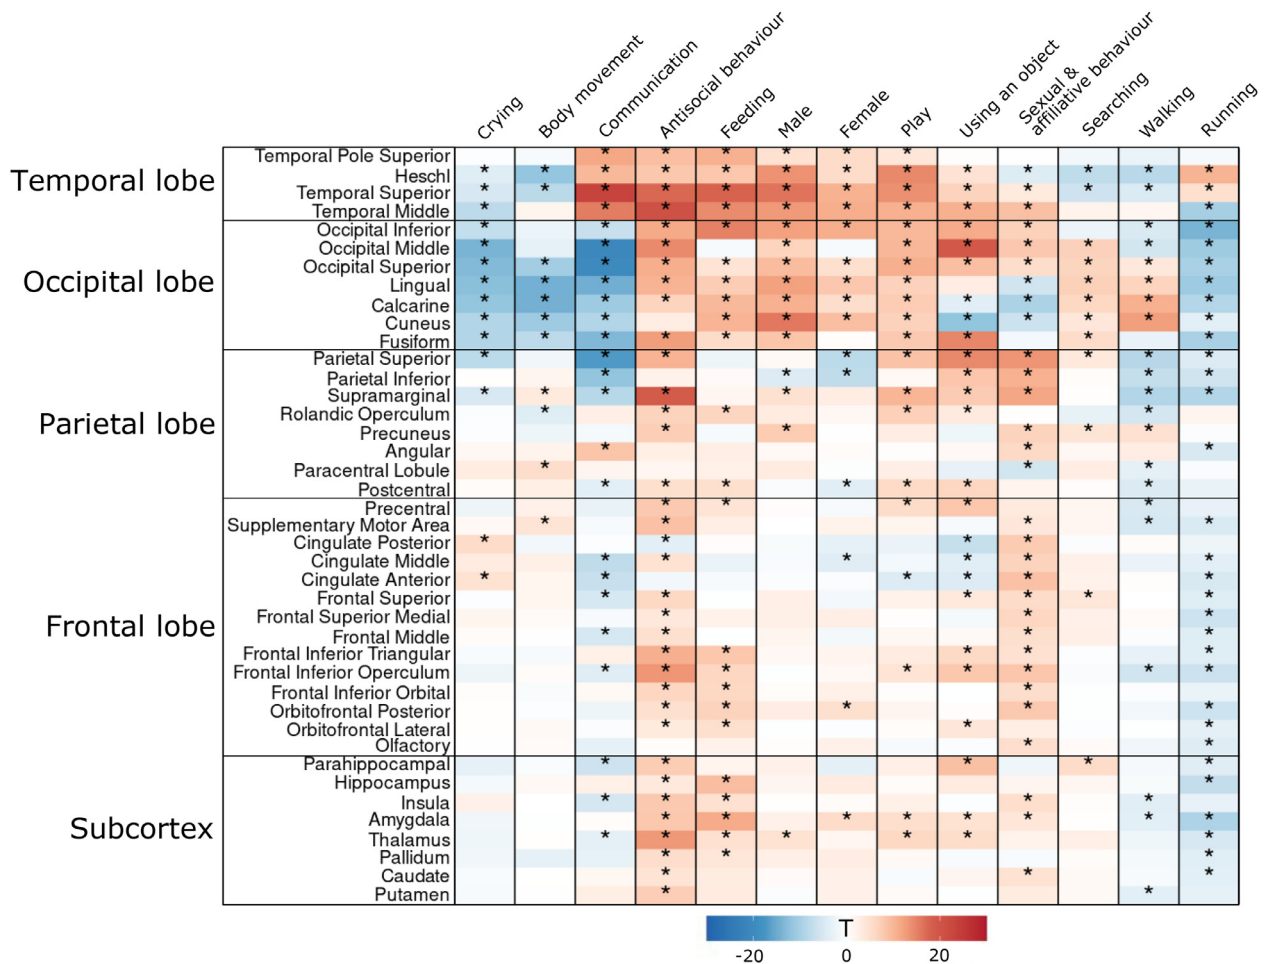 Crying
Body movement
Communication
Antisocial behaviour
Feeding
Male
Female
Play
Using an object
Sexual &
affiliative behaviour
Searching
Walking
Running
Temporal lobe
Temporal Pole Superior
Heschl
Temporal Superior
Temporal Middle
Occipital lobe
Occipital Inferior
Occipital Middle
Occipital Superior
Lingual
Calcarine
Cuneus
Fusiform
Parietal lobe
Parietal Superior
Parietal Inferior
Supramarginal
Rolandic Operculum
Precuneus
Angular
Paracentral Lobule
Postcentral
Frontal lobe
Precentral
Supplementary Motor Area
Cingulate Posterior
Cingulate Middle
Cingulate Anterior
Frontal Superior
Frontal Superior Medial
Frontal Middle
Frontal Inferior Triangular
Frontal Inferior Operculum
Frontal Inferior Orbital
Orbitofrontal Posterior
Orbitofrontal Lateral
Olfactory
Subcortex
Parahippocampal
Hippocampus
Insula
Amygdala
Thalamus
Pallidum
Caudate
Putamen
T
-20 0 20